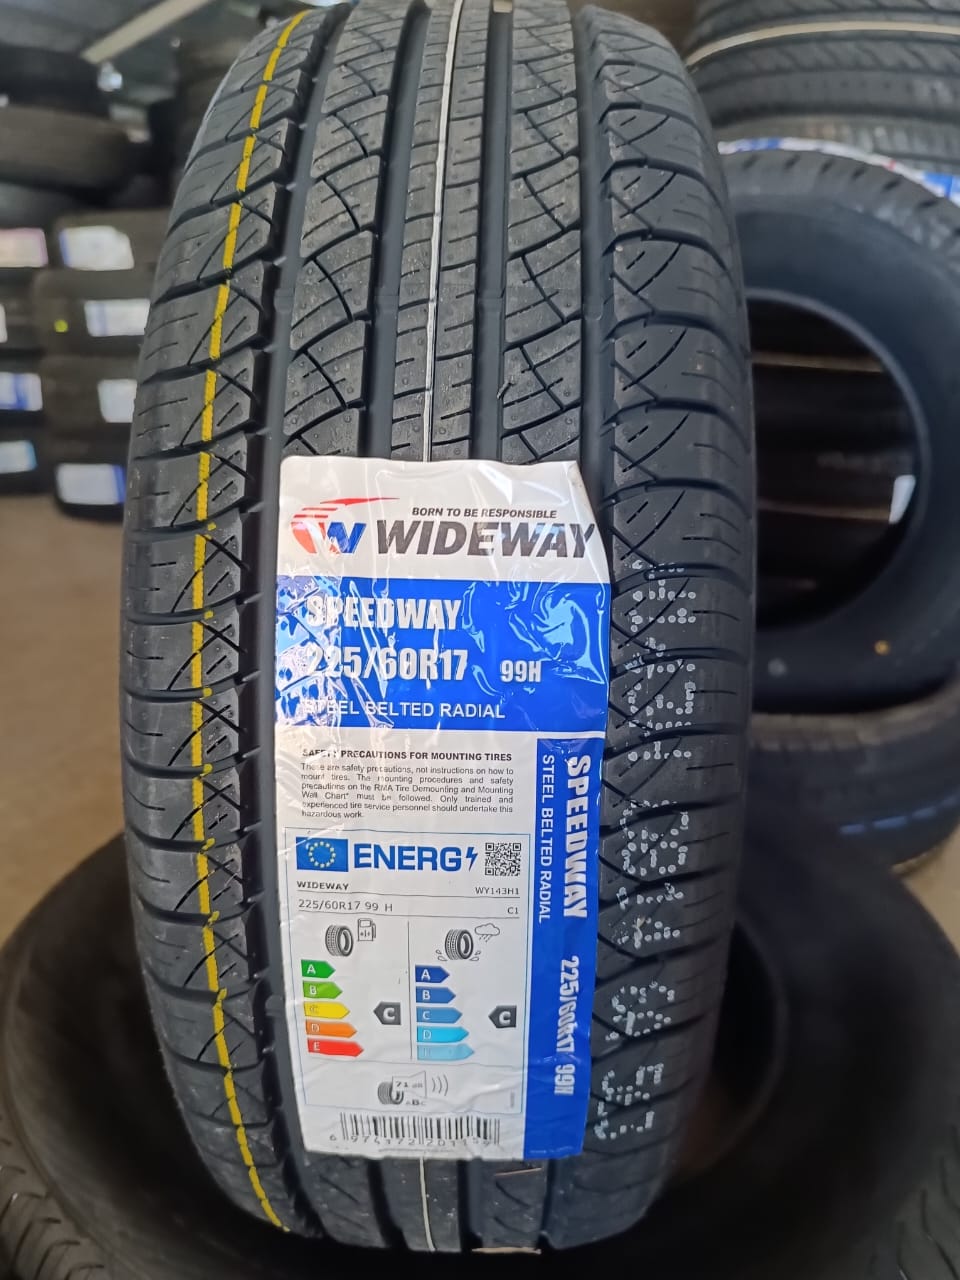 BORN TO BE RESPONSIBLE
WIDEWAY
SPEEDWAY
225/60R17 99H
STEEL BELTED RADIAL
SAFETY PRECAUTIONS FOR MOUNTING TIRES
These are safety precautions, not instructions on how to
mount tires. The mounting procedures and safety
precautions on the RMA Tire Demounting and Mounting
Wall Chart* must be followed. Only trained and
experienced tire service personnel should undertake this
hazardous work.
ENERG
WIDEWAY WY143H1
225/60R17 99 H C1
A
B
C
D
E
C
A
B
C
D
E
C
71 dB
ABC
SPEEDWAY 225/60R17 99H
STEEL BELTED RADIAL